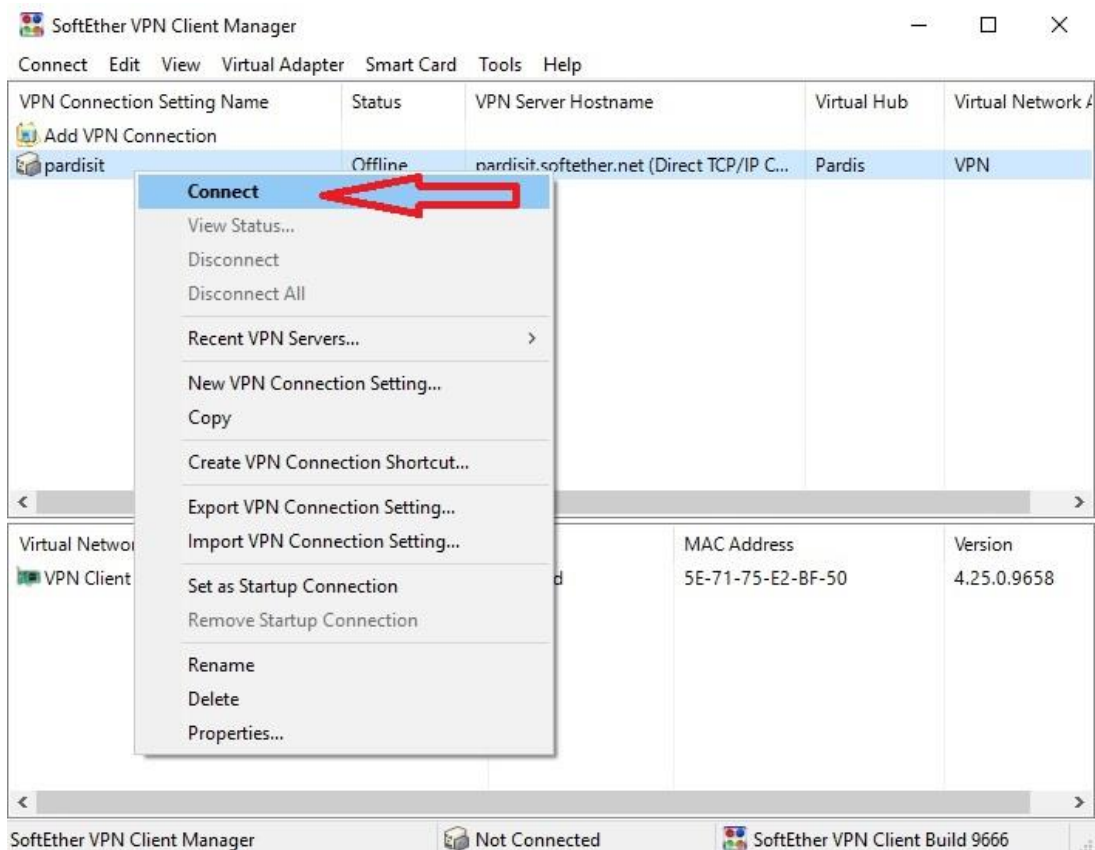 SoftEther VPN Client Manager
Connect Edit View Virtual Adapter Smart Card Tools Help
VPN Connection Setting Name Status VPN Server Hostname Virtual Hub Virtual Network A
Add VPN Connection
pardisit Offline pardisit.softether.net (Direct TCP/IP C... Pardis VPN
Connect
View Status...
Disconnect
Disconnect All
Recent VPN Servers...
New VPN Connection Setting...
Copy
Create VPN Connection Shortcut...
Export VPN Connection Setting...
Import VPN Connection Setting...
Set as Startup Connection
Remove Startup Connection
Rename
Delete
Properties...
Virtual Networ MAC Address Version
VPN Client d 5E-71-75-E2-BF-50 4.25.0.9658
SoftEther VPN Client Manager Not Connected SoftEther VPN Client Build 9666